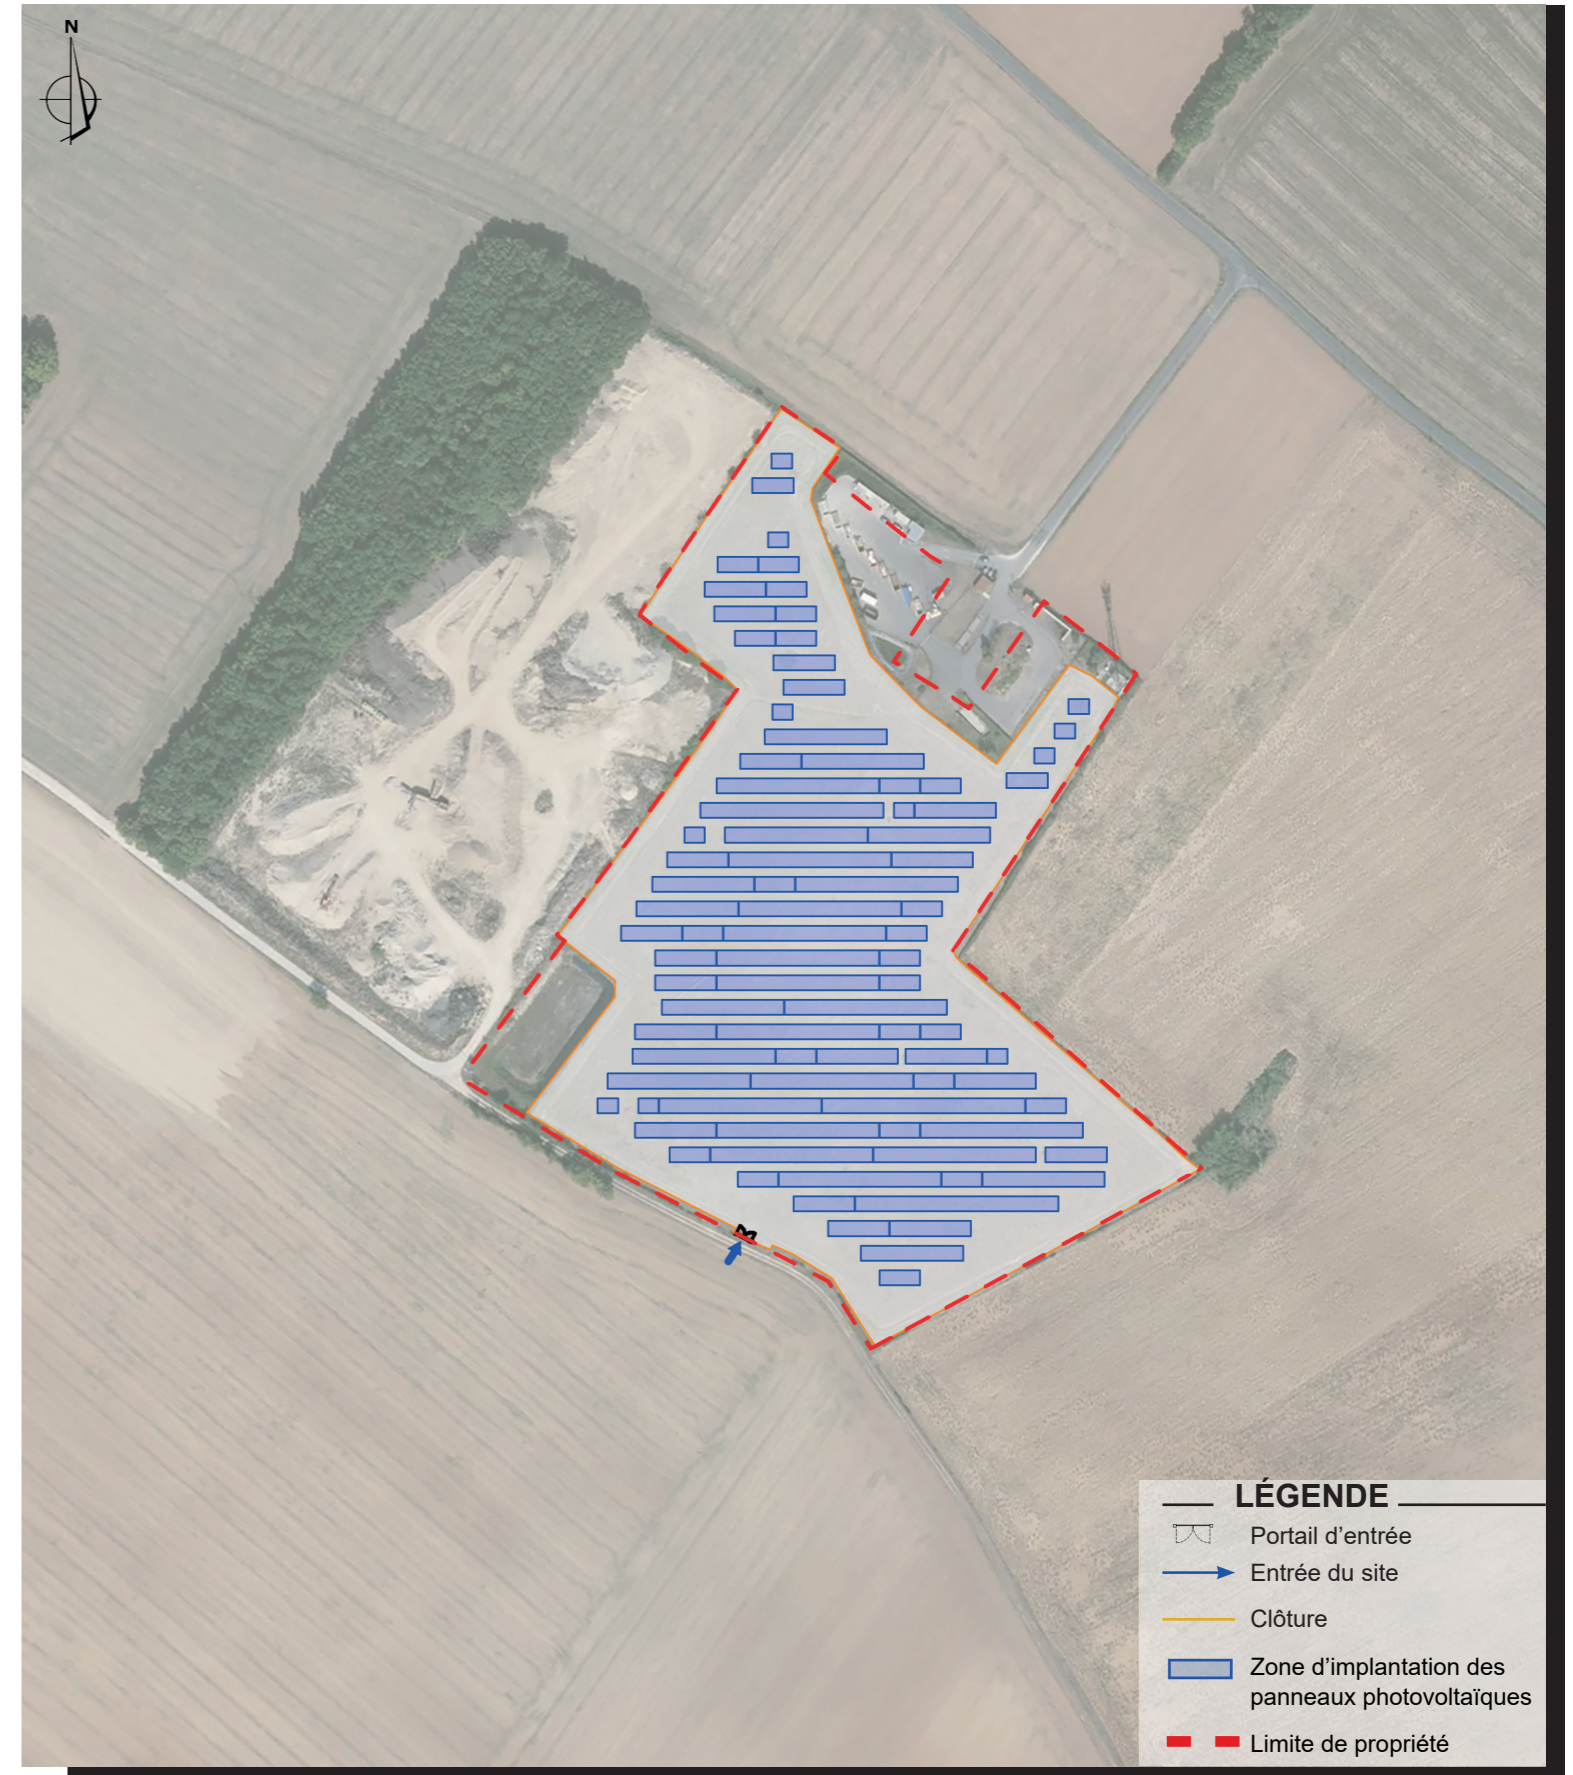 N
LÉGENDE
Portail d’entrée
Entrée du site
Clôture
Zone d’implantation des
panneaux photovoltaïques
Limite de propriété